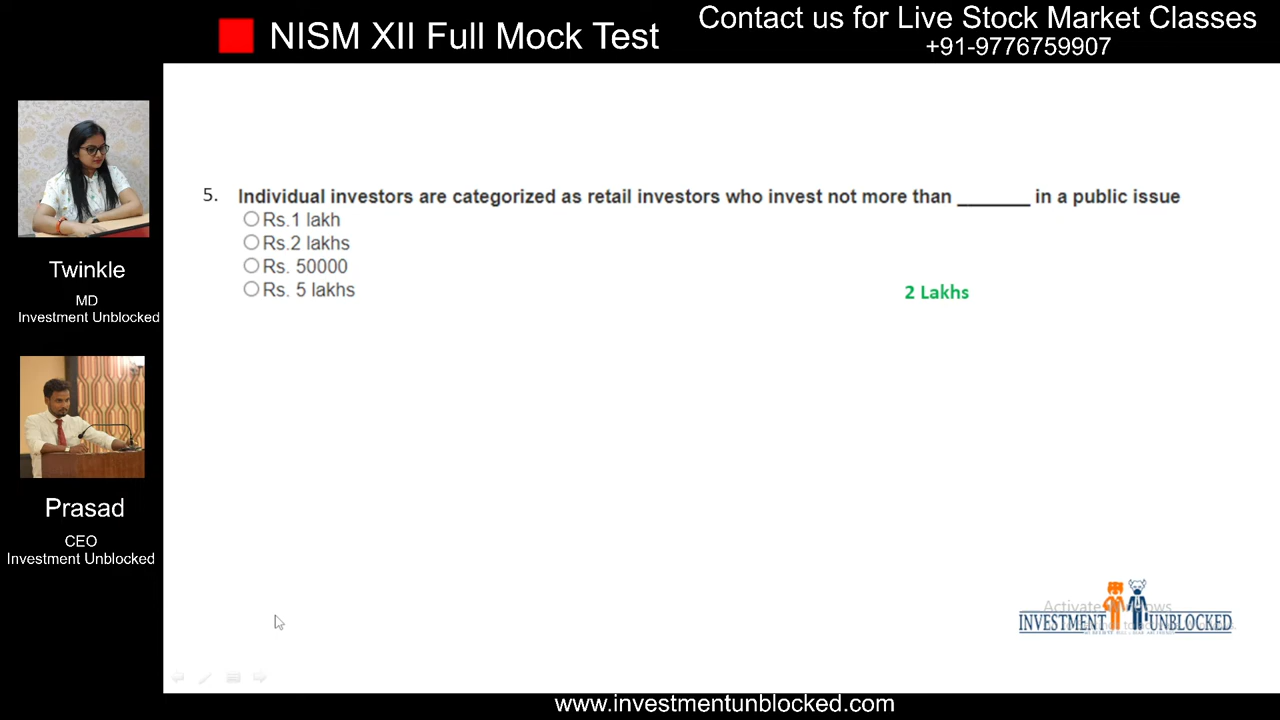 NISM XII Full Mock Test
Contact us for Live Stock Market Classes
+91-9776759907
Twinkle
MD
Investment Unblocked
Prasad
CEO
Investment Unblocked
5. Individual investors are categorized as retail investors who invest not more than _______ in a public issue
Rs.1 lakh
Rs.2 lakhs
Rs. 50000
Rs. 5 lakhs
2 Lakhs
INVESTMENT UNBLOCKED
www.investmentunblocked.com